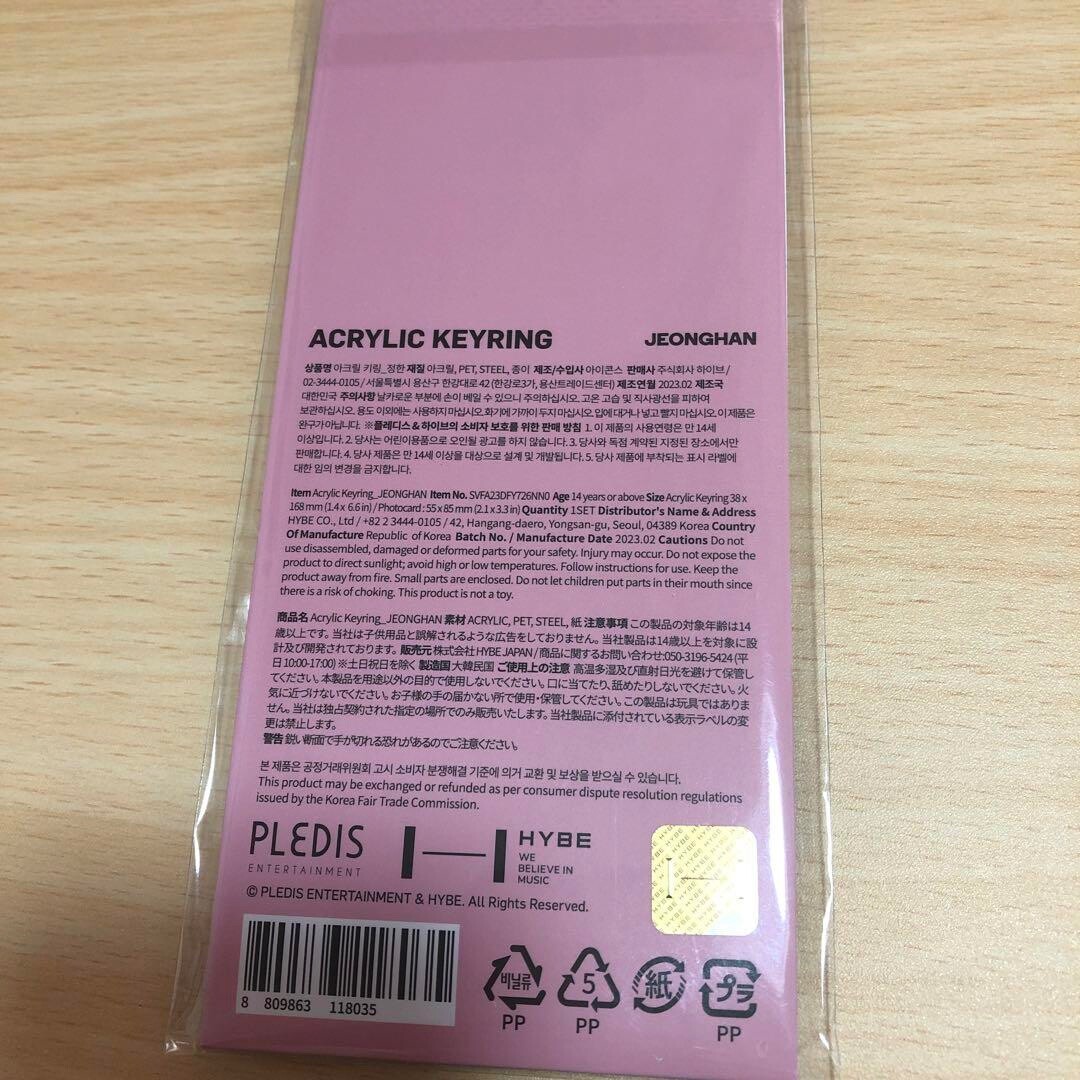 ACRYLIC KEYRING
JEONGHAN
상품명 아크릴 키링_정한 재질 아크릴, PET, STEEL, 종이 제조/수입사 아이콘스 판매사 주식회사 하이브 /
02-3444-0105 / 서울특별시 용산구 한강대로 42 (한강로3가, 용산트레이드센터) 제조연월 2023.02 제조국
대한민국 주의사항 날카로운 부분에 손이 베일 수 있으니 주의하십시오. 고온 고습 및 직사광선을 피하여
보관하십시오. 용도 이외에는 사용하지 마십시오. 화기에 가까이 두지 마십시오. 입에 대거나 넣고 빨지 마십시오. 이 제품은
완구가 아닙니다. ※플레디스 & 하이브의 소비자 보호를 위한 판매 방침 1. 이 제품의 사용연령은 만 14세
이상입니다. 2. 당사는 어린이용품으로 오인될 광고를 하지 않습니다. 3. 당사와 독점 계약된 지정된 장소에서만
판매합니다. 4. 당사 제품은 만 14세 이상을 대상으로 설계 및 개발됩니다. 5. 당사 제품에 부착되는 표시 라벨에
대한 임의 변경을 금지합니다.
Item Acrylic Keyring_JEONGHAN Item No. SVFA23DFY726NN0 Age 14 years or above Size Acrylic Keyring 38 x
168 mm (1.4 x 6.6 in) / Photocard : 55 x 85 mm (2.1 x 3.3 in) Quantity 1SET Distributor's Name & Address
HYBE CO., Ltd / +82 2 3444-0105 / 42, Hangang-daero, Yongsan-gu, Seoul, 04389 Korea Country
Of Manufacture Republic of Korea Batch No. / Manufacture Date 2023.02 Cautions Do not
use disassembled, damaged or deformed parts for your safety. Injury may occur. Do not expose the
product to direct sunlight; avoid high or low temperatures. Follow instructions for use. Keep the
product away from fire. Small parts are enclosed. Do not let children put parts in their mouth since
there is a risk of choking. This product is not a toy.
商品名 Acrylic Keyring_JEONGHAN 素材 ACRYLIC, PET, STEEL, 紙 注意事項 この製品の対象年齢は14
歳以上です。当社は子供用品と誤解されるような広告をしておりません。当社製品は14歳以上を対象に設
計及び開発されております。 販売元 株式会社 HYBE JAPAN / 商品に関するお問い合わせ:050-3196-5424 (平
日 10:00-17:00) ※土日祝日を除く 製造国 大韓民国 ご使用上の注意 高温多湿及び直射日光を避けて保管し
てください。本製品を用途以外の目的で使用しないでください。口に当てたり、舐めたりしないでください。火
気に近づけないでください。お子様の手の届かない所で使用・保管してください。この製品は玩具ではありま
せん。当社は独占契約された指定の場所でのみ販売いたします。当社製品に添付されている表示ラベルの変
更は禁止します。
警告 鋭い断面で手が切れる恐れがあるのでご注意ください。
본 제품은 공정거래위원회 고시 소비자 분쟁해결 기준에 의거 교환 및 보상을 받으실 수 있습니다.
This product may be exchanged or refunded as per consumer dispute resolution regulations
issued by the Korea Fair Trade Commission.
PLEDIS
ENTERTAINMENT
HYBE
WE
BELIEVE IN
MUSIC
© PLEDIS ENTERTAINMENT & HYBE. All Rights Reserved.
8 809863 118035
비닐류
PP
5
PP
紙
プラ
PP